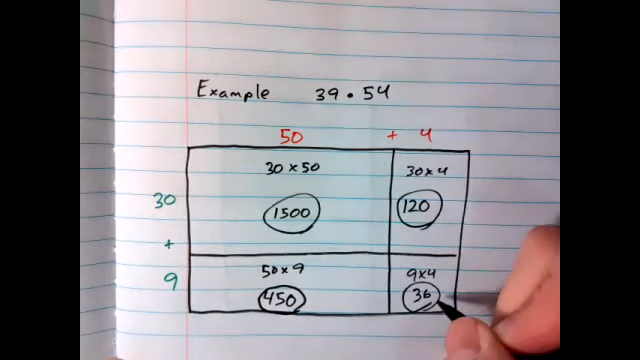 Example 39 • 54
50 + 4
30 × 50 30 × 4
30 1500 120
+
50 × 9 9 × 4
9 450 36